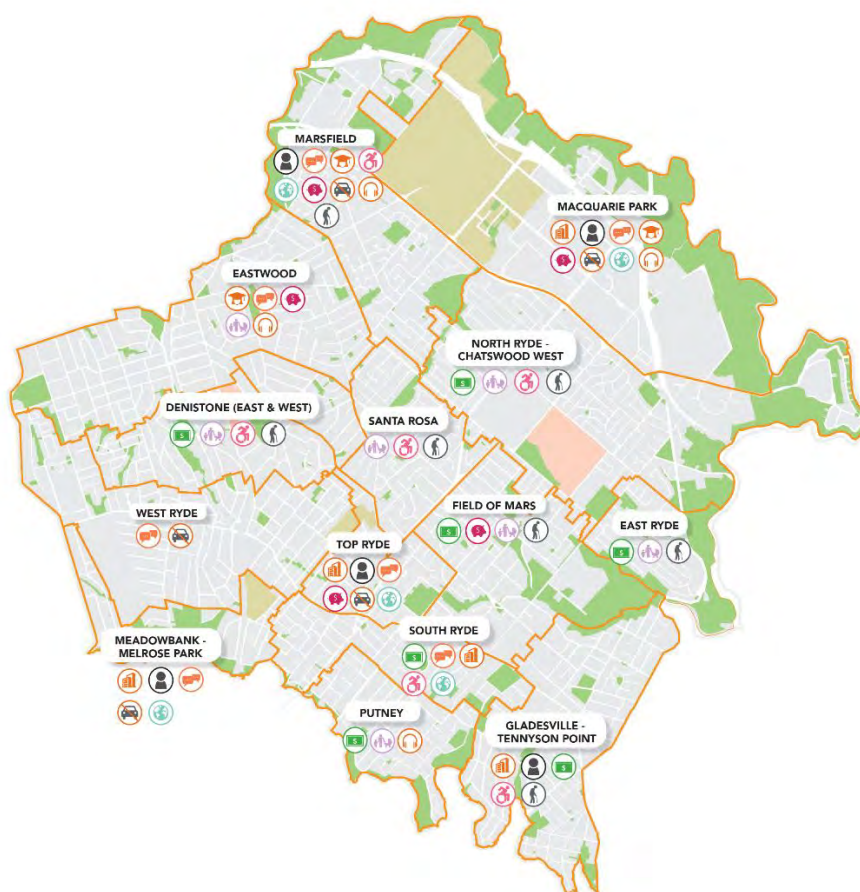 MARSFIELD
MACQUARIE PARK
EASTWOOD
NORTH RYDE -
CHATSWOOD WEST
DENISTONE (EAST & WEST)
SANTA ROSA
WEST RYDE
FIELD OF MARS
EAST RYDE
TOP RYDE
MEADOWBANK -
MELROSE PARK
SOUTH RYDE
PUTNEY
GLADESVILLE -
TENNYSON POINT